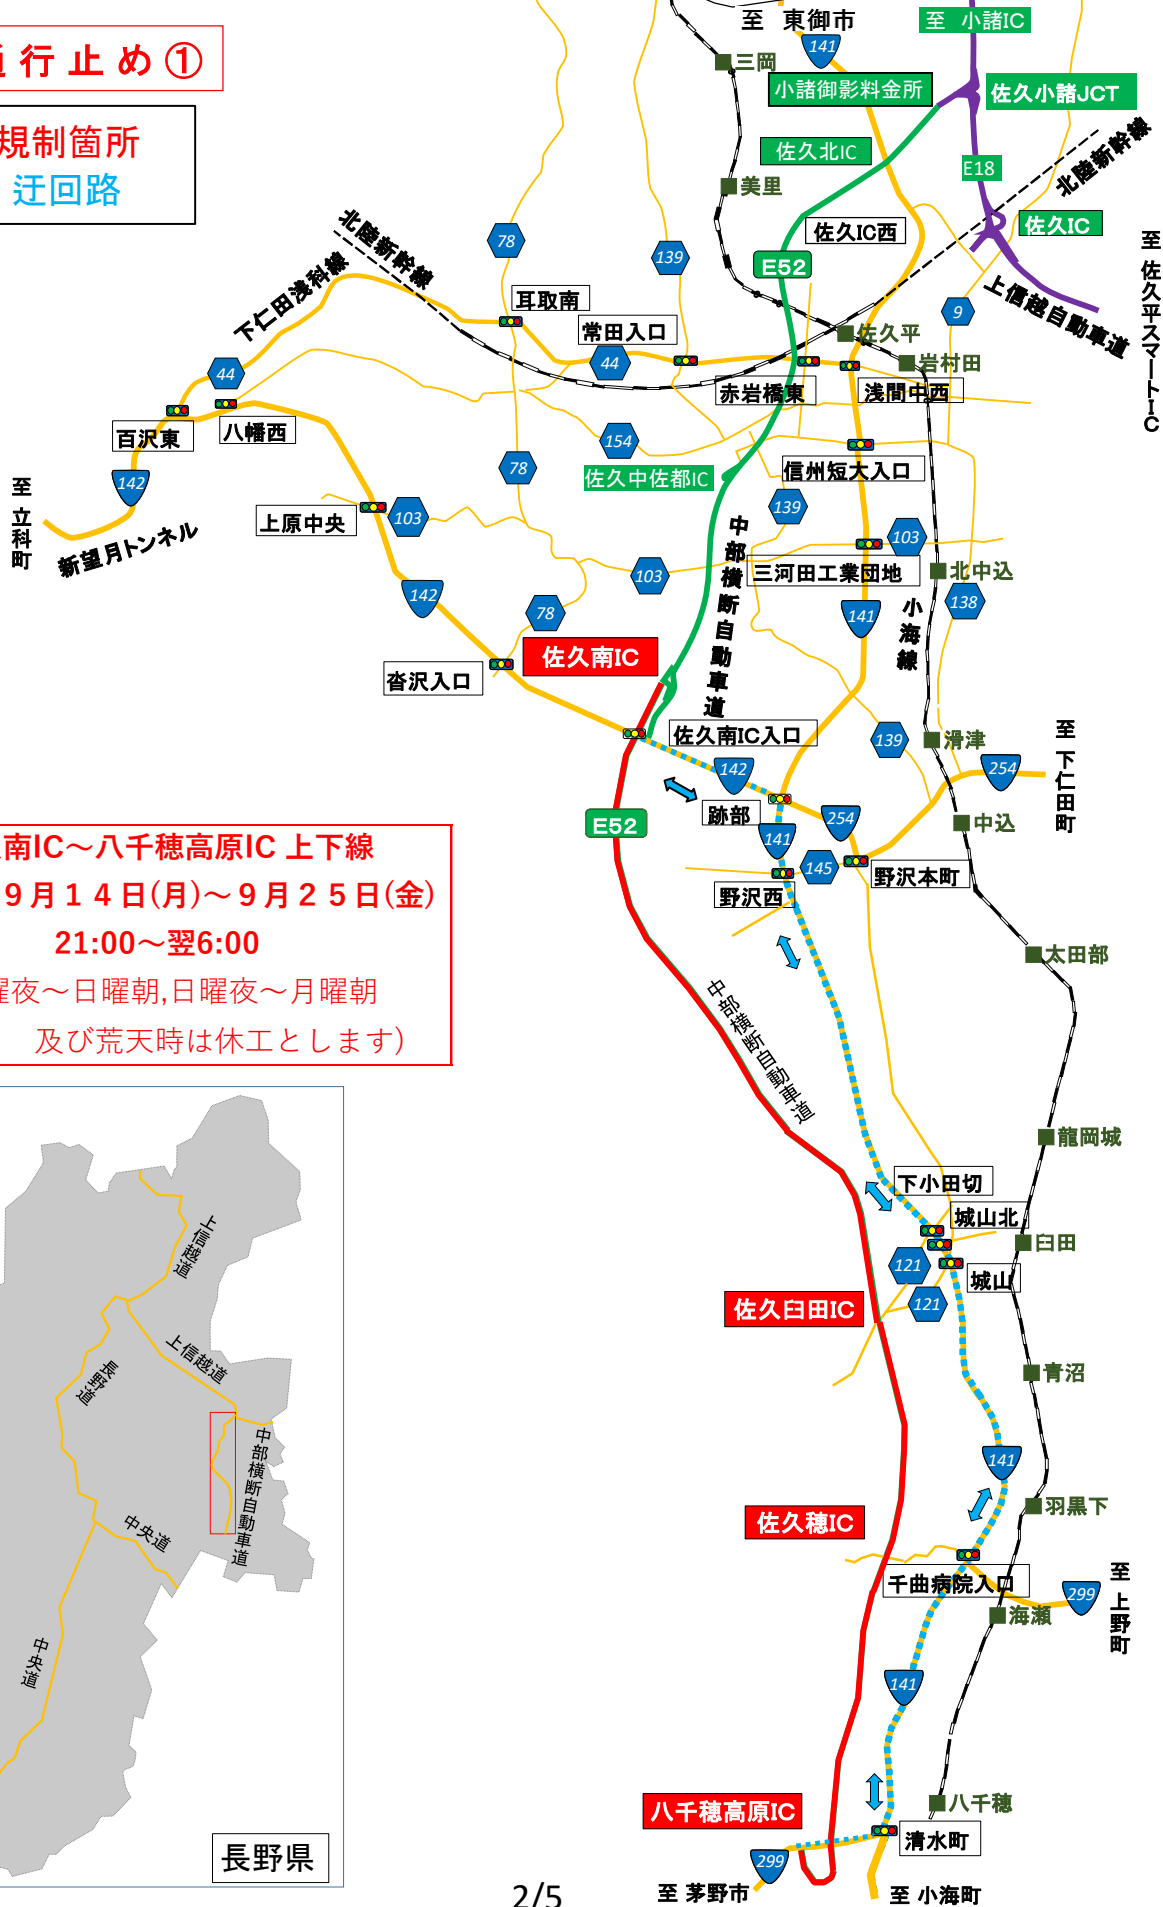 行止め①
規制箇所
迂回路
至 東御市
至 小諸IC
141
三岡
小諸御影料金所
佐久小諸JCT
佐久北IC
E18
北陸新幹線
美里
佐久IC西
佐久IC
78
139
北陸新幹線
E52
至 佐久平スマートIC
下仁田浅科線
上信越自動車道
耳取南
常田入口
9
佐久平
44
44
岩村田
赤岩橋東
浅間中西
百沢東
八幡西
154
78
信州短大入口
佐久中佐都IC
至 立科町
142
139
上原中央
103
新望月トンネル
中部横断自動車道
103
三河田工業団地
103
北中込
142
78
141
小海線
138
佐久南IC
沓沢入口
佐久南IC入口
139
滑津
至 下仁田町
142
254
跡部
E52
254
141
中込
南IC～八千穂高原IC 上下線
145
野沢本町
野沢西
9月14日(月)～9月25日(金)
21:00～翌6:00
曜夜～日曜朝,日曜夜～月曜朝
及び荒天時は休工とします)
太田部
中部横断自動車道
龍岡城
下小田切
城山北
臼田
121
城山
121
佐久臼田IC
上信越道
上信越道
長野道
青沼
中部横断自動車道
141
羽黒下
佐久穂IC
中央道
千曲病院入口
至 上野町
299
海瀬
中央道
141
八千穂高原IC
八千穂
清水町
長野県
299
至 茅野市
至 小海町
2/5